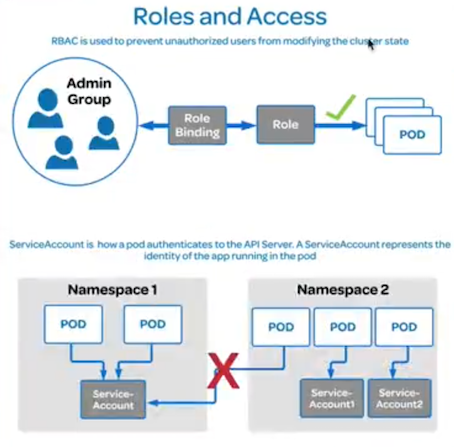 Roles and Access
RBAC is used to prevent unauthorized users from modifying the cluster state
Admin
Group
Role
Binding
Role
POD
ServiceAccount is how a pod authenticates to the API Server. A ServiceAccount represents the
identity of the app running in the pod
Namespace 1
Namespace 2
POD
POD
POD
POD
POD
Service-
Account
Service-
Account1
Service-
Account2